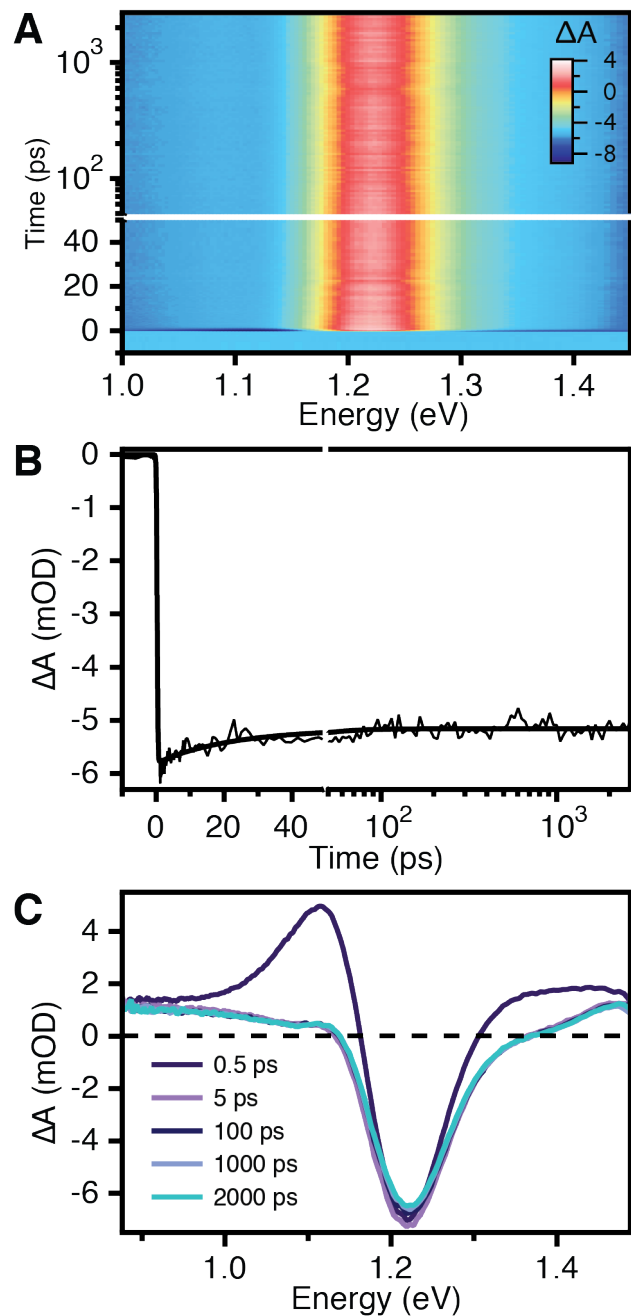 A
ΔA
4
0
-4
-8
10³
10²
40
20
0
Time (ps)
1.0 1.1 1.2 1.3 1.4
Energy (eV)
B
0
-1
-2
-3
-4
-5
-6
ΔA (mOD)
0 20 40 10² 10³
Time (ps)
C
4
2
0
-2
-4
-6
ΔA (mOD)
0.5 ps
5 ps
100 ps
1000 ps
2000 ps
1.0 1.2 1.4
Energy (eV)